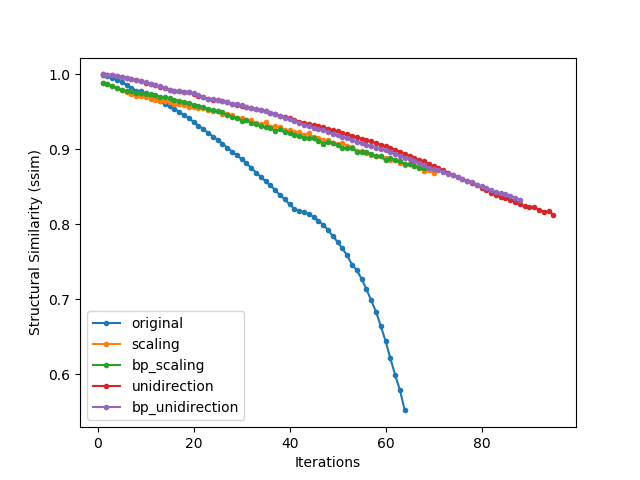 1.0
0.9
0.8
0.7
0.6
Structural Similarity (ssim)
original
scaling
bp_scaling
unidirection
bp_unidirection
0 20 40 60 80
Iterations